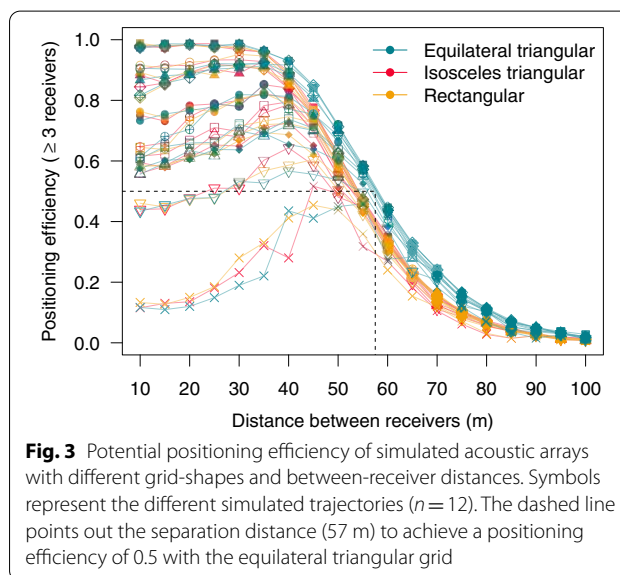 Positioning efficiency ( ≥ 3 receivers)
1.0
0.8
0.6
0.4
0.2
0.0
Equilateral triangular
Isosceles triangular
Rectangular
10 20 30 40 50 60 70 80 90 100
Distance between receivers (m)
Fig. 3 Potential positioning efficiency of simulated acoustic arrays
with different grid-shapes and between-receiver distances. Symbols
represent the different simulated trajectories (n = 12). The dashed line
points out the separation distance (57 m) to achieve a positioning
efficiency of 0.5 with the equilateral triangular grid